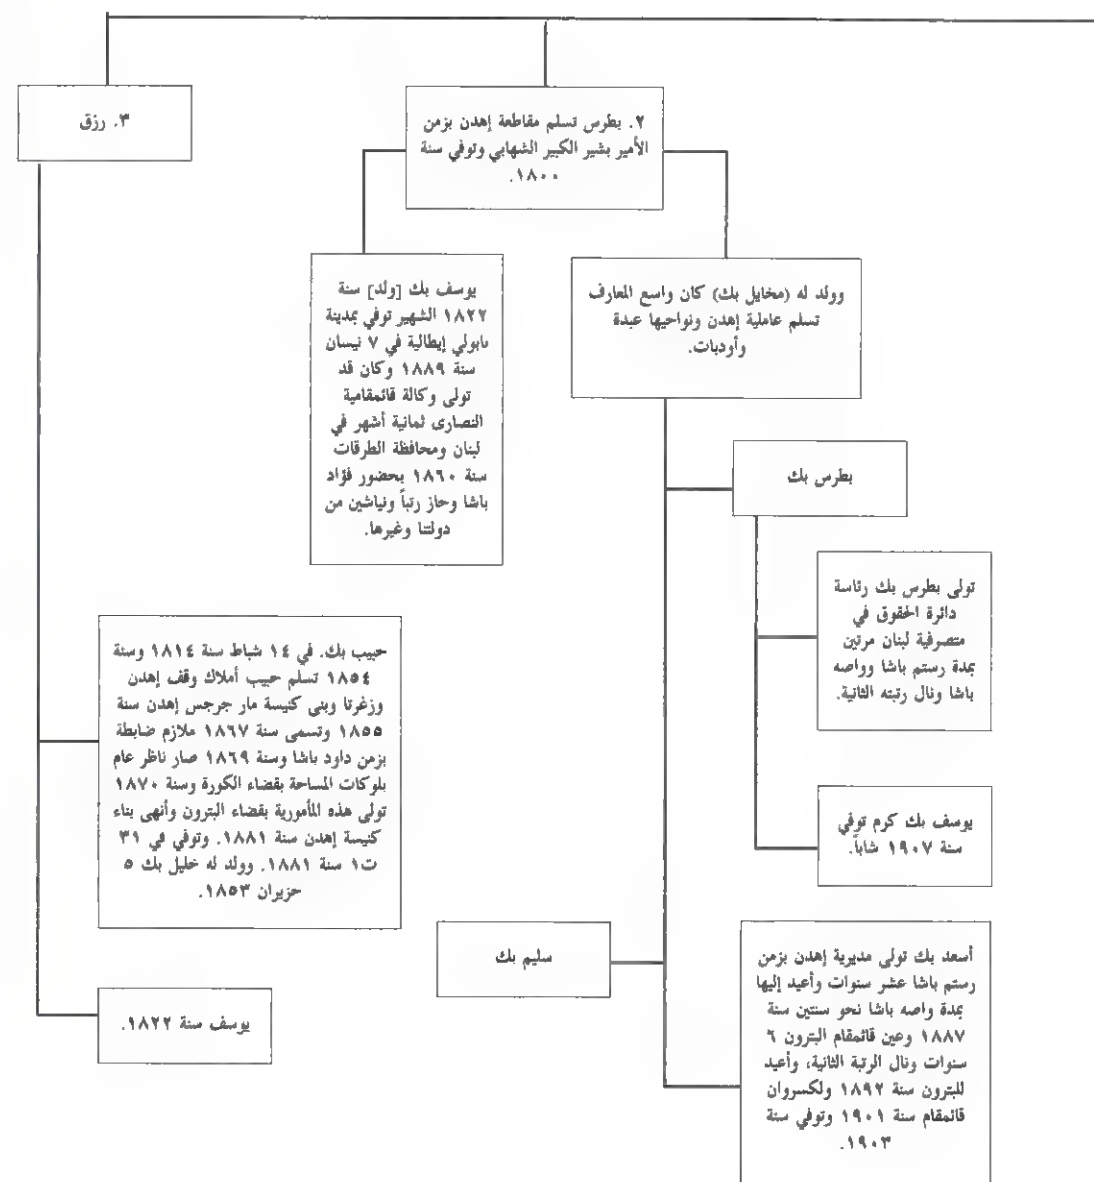 ٢. بطرس تسلم مقاطعة إهدن بزمن
الأمير بشير الكبير الشهابي وتوفي سنة
١٨٠٠.
وولد له (مخايل بك) كان واسع المعارف
تسلم عاملية إهدن ونواحيها عبدة
وأودبات.
بطرس بك
تولى بطرس بك رئاسة
دائرة الحقوق في
متصرفية لبنان مرتين
بمدة رستم باشا وواصه
باشا ونال رتبته الثانية.
يوسف بك كرم توفي
سنة ١٩٠٧ شاباً.
أسعد بك تولى مديرية إهدن بزمن
رستم باشا عشر سنوات وأعيد إليها
بمدة واصه باشا نحو سنتين سنة
١٨٨٧ وعين قائمقام البترون ٦
سنوات ونال الرتبة الثانية، وأعيد
للبترون سنة ١٨٩٢ ولكسروان
قائمقام سنة ١٩٠١ وتوفي سنة
١٩٠٣.
سليم بك
يوسف بك [ولد] سنة
١٨٢٢ الشهير توفي بمدينة
نابولي إيطالية في ٧ نيسان
سنة ١٨٨٩ وكان قد
تولى وكالة قائمقامية
النصارى ثمانية أشهر في
لبنان ومحافظة الطرقات
سنة ١٨٦٠ بحضور فؤاد
باشا وحاز رتباً ونياشين من
دولتنا وغيرها.
٣. رزق
حبيب بك. في ١٤ شباط سنة ١٨١٤ وسنة
١٨٥٤ تسلم حبيب أملاك وقف إهدن
وزغرتا وبنى كنيسة مار جرجس إهدن سنة
١٨٥٥ وتسمى سنة ١٨٦٧ ملازم ضابطة
بزمن داود باشا وسنة ١٨٦٩ صار ناظر عام
بلوكات المساحة بقضاء الكورة وسنة ١٨٧٠
تولى هذه المأمورية بقضاء البترون وأنهى بناء
كنيسة إهدن سنة ١٨٨١. وتوفي في ٣١
ت١ سنة ١٨٨١. وولد له خليل بك ٥
حزيران ١٨٥٣.
يوسف سنة ١٨٢٢.